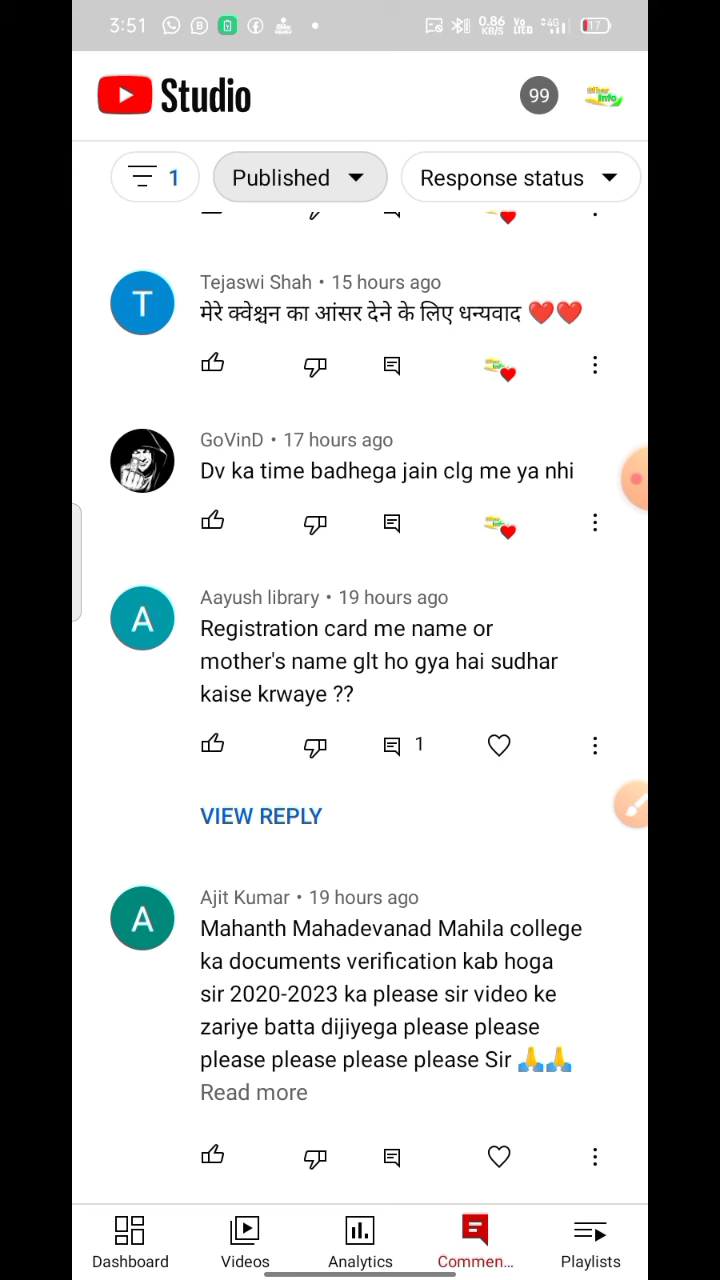 3:51 0.86 KB/S Vo LTED 4G 17
Studio 99
1 Published Response status
Tejaswi Shah • 15 hours ago
मेरे क्वेश्चन का आंसर देने के लिए धन्यवाद ❤️❤️
GoVinD • 17 hours ago
Dv ka time badhega jain clg me ya nhi
Aayush library • 19 hours ago
Registration card me name or
mother's name glt ho gya hai sudhar
kaise krwaye ??
1
VIEW REPLY
Ajit Kumar • 19 hours ago
Mahanth Mahadevanad Mahila college
ka documents verification kab hoga
sir 2020-2023 ka please sir video ke
zariye batta dijiyega please please
please please please please Sir 🙏🙏
Read more
Dashboard Videos Analytics Commen... Playlists